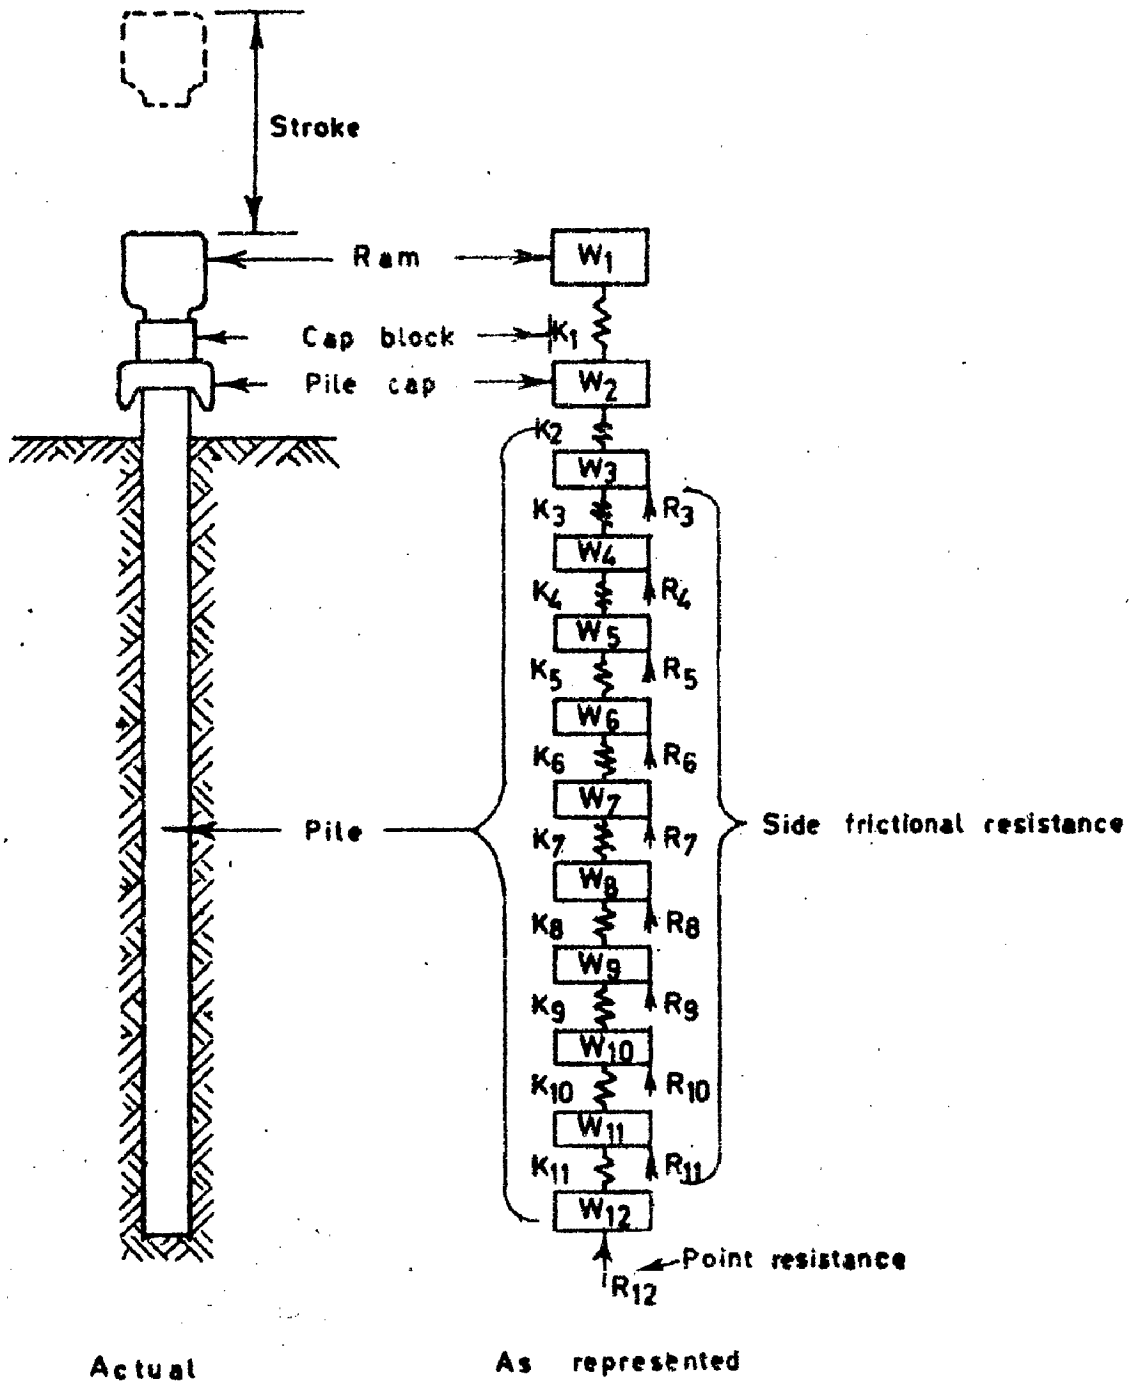 Stroke
Ram
W1
Cap block
K1
Pile cap
W2
K2
W3
K3
R3
W4
K4
R4
W5
K5
R5
W6
K6
R6
W7
Side frictional resistance
Pile
K7
R7
W8
K8
R8
W9
K9
R9
W10
K10
R10
W11
K11
R11
W12
Point resistance
R12
Actual
As represented